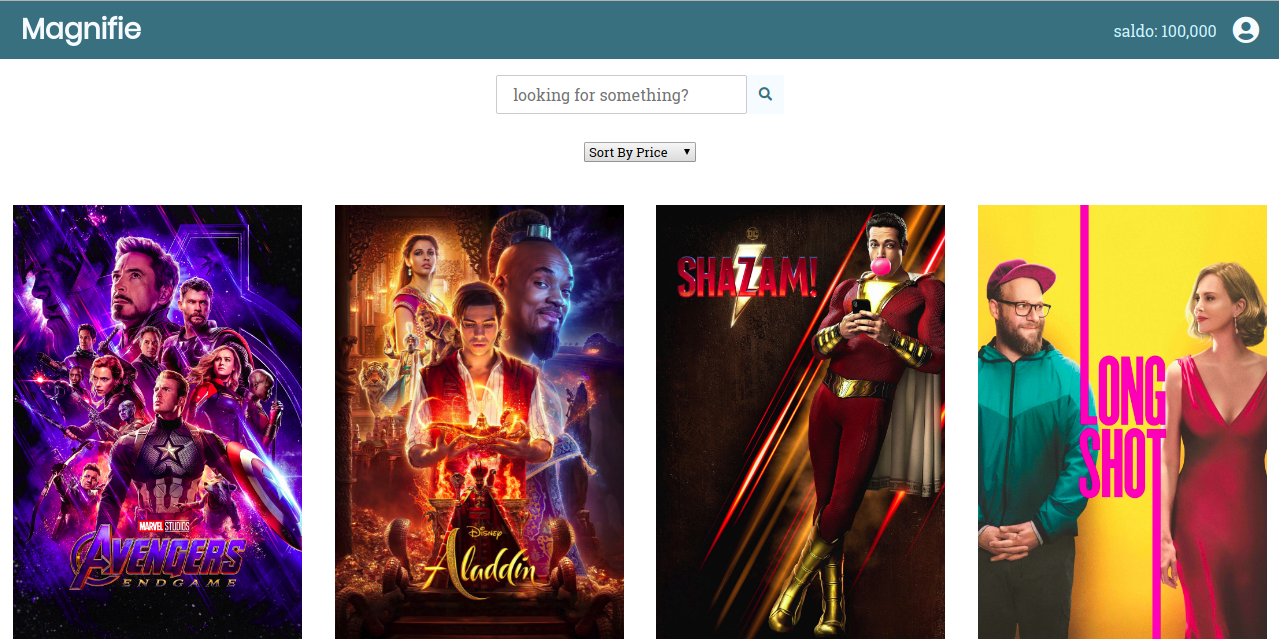 Magnifie
saldo: 100,000
looking for something?
Sort By Price
MARVEL STUDIOS
AVENGERS
ENDGAME
Disney
Aladdin
DC
SHAZAM!
LONG
SHOT